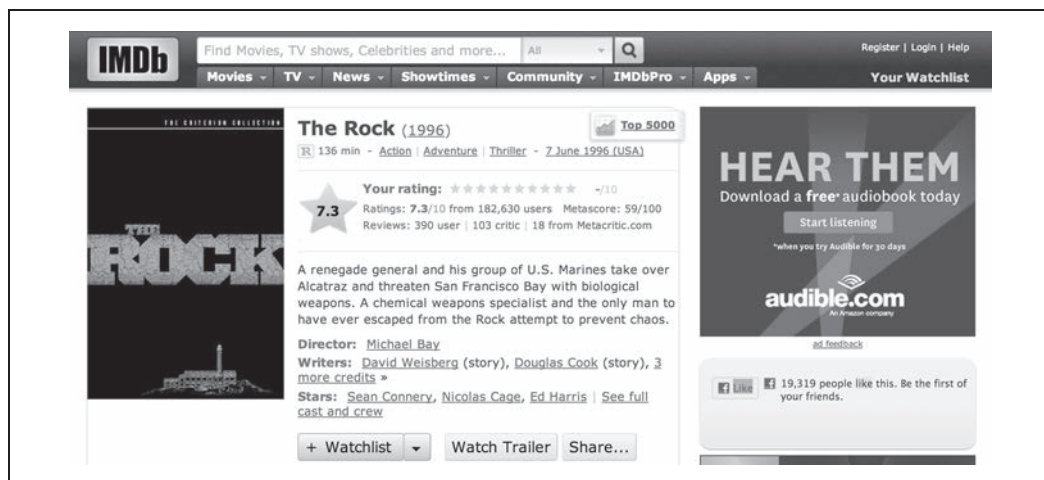 IMDb
Find Movies, TV shows, Celebrities and more... All
Register | Login | Help
Movies TV News Showtimes Community IMDbPro Apps Your Watchlist
THE CRITERION COLLECTION
THE
ROCK
The Rock (1996)
Top 5000
R 136 min - Action | Adventure | Thriller - 7 June 1996 (USA)
7.3
Your rating: -/10
Ratings: 7.3/10 from 182,630 users Metascore: 59/100
Reviews: 390 user | 103 critic | 18 from Metacritic.com
A renegade general and his group of U.S. Marines take over
Alcatraz and threaten San Francisco Bay with biological
weapons. A chemical weapons specialist and the only man to
have ever escaped from the Rock attempt to prevent chaos.
Director: Michael Bay
Writers: David Weisberg (story), Douglas Cook (story), 3
more credits »
Stars: Sean Connery, Nicolas Cage, Ed Harris | See full
cast and crew
+ Watchlist
Watch Trailer
Share...
HEAR THEM
Download a free* audiobook today
Start listening
*when you try Audible for 30 days
audible.com
An Amazon company
ad feedback
f Like f 19,319 people like this. Be the first of
your friends.